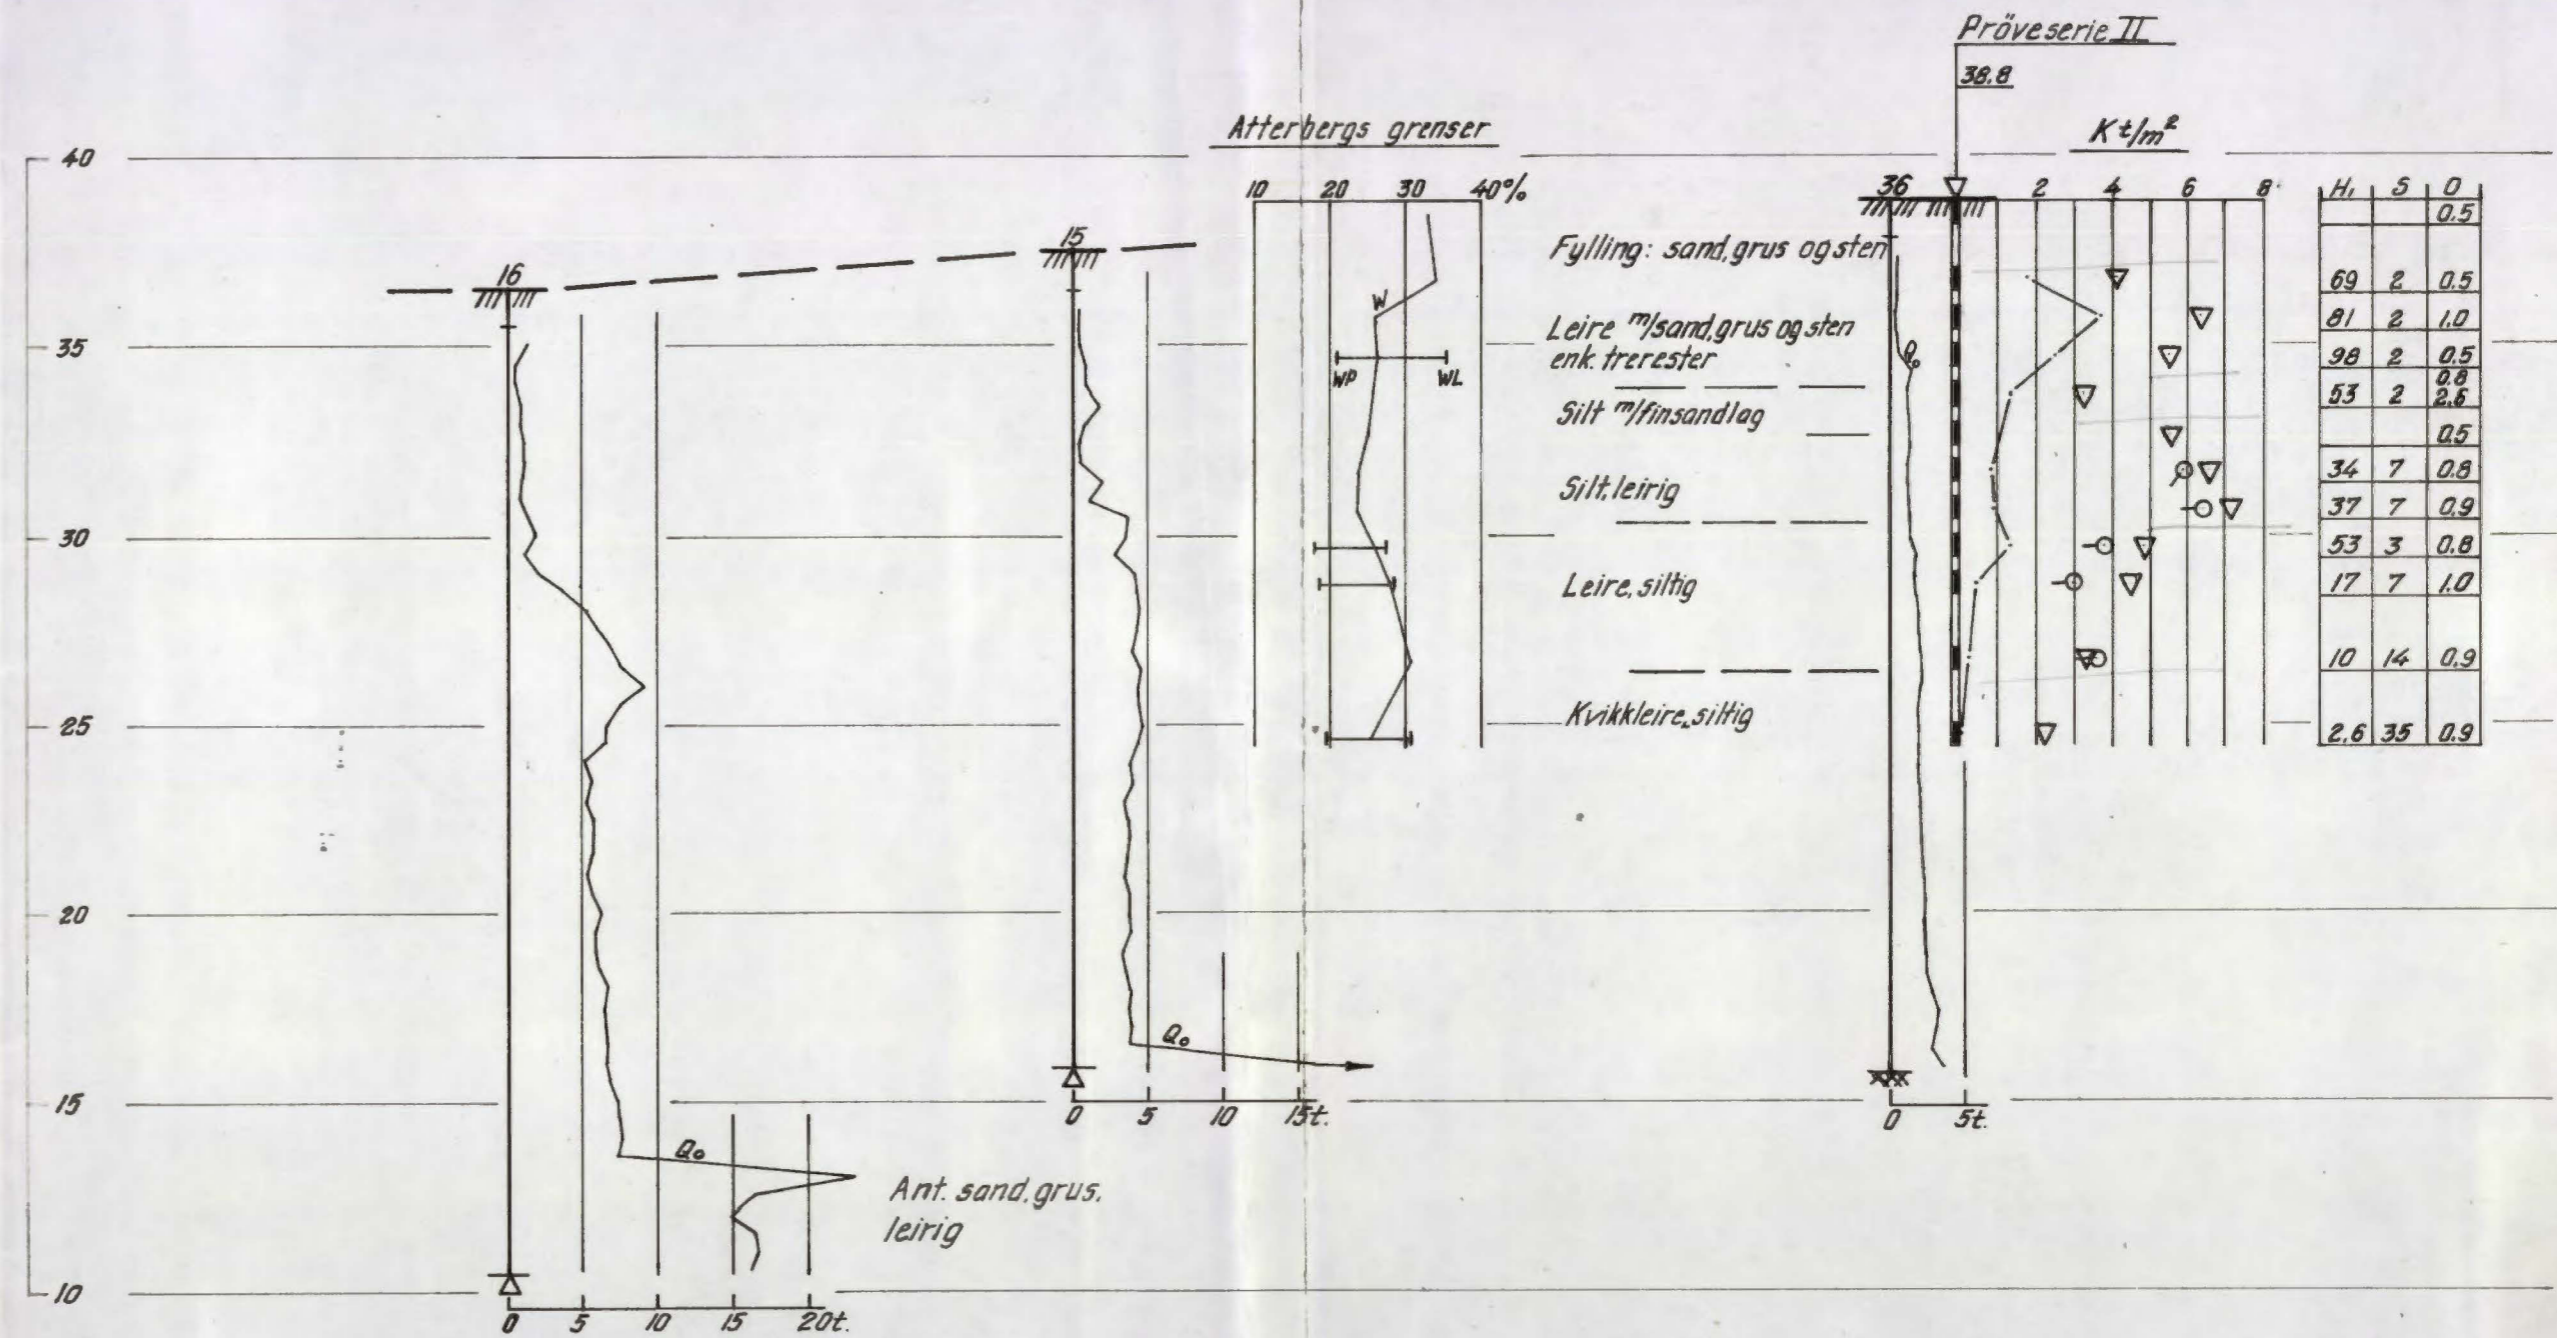 Pröveserie II
38.8
Atterbergs grenser
K t/m²
40
10 20 30 40%
36 2 4 6 8
H₁ S O
0.5
15
Fylling: sand, grus og sten
16
69 2 0.5
W
Leire m/sand, grus og sten
81 2 1.0
35
enk. trerester
Q₀
98 2 0.5
WP WL
0.8
53 2 2.6
Silt m/finsandlag
0.5
34 7 0.8
Silt, leirig
37 7 0.9
30
53 3 0.8
Leire, siltig
17 7 1.0
10 14 0.9
Kvikkleire, siltig
25
2.6 35 0.9
20
Q₀
15
0 5 10 15t.
0 5t.
Q₀
Ant. sand, grus,
leirig
10
0 5 10 15 20t.